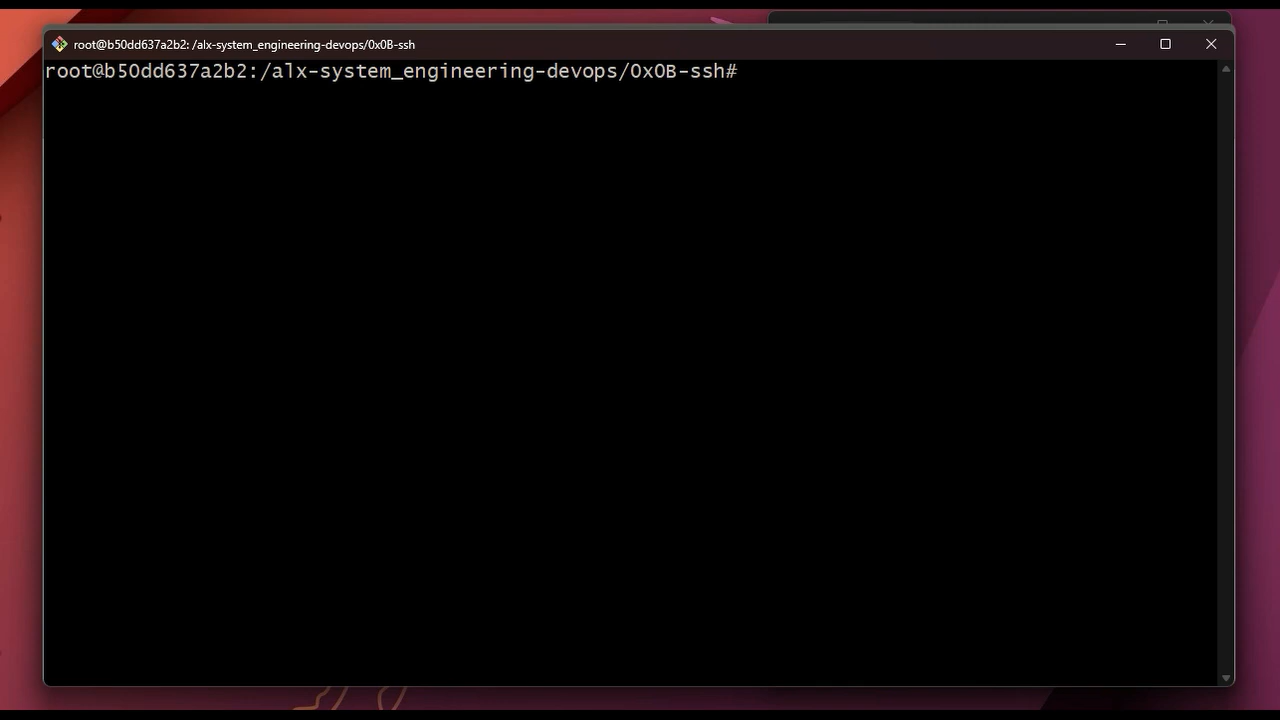 root@b50dd637a2b2: /alx-system_engineering-devops/0x0B-ssh
root@b50dd637a2b2:/alx-system_engineering-devops/0x0B-ssh#